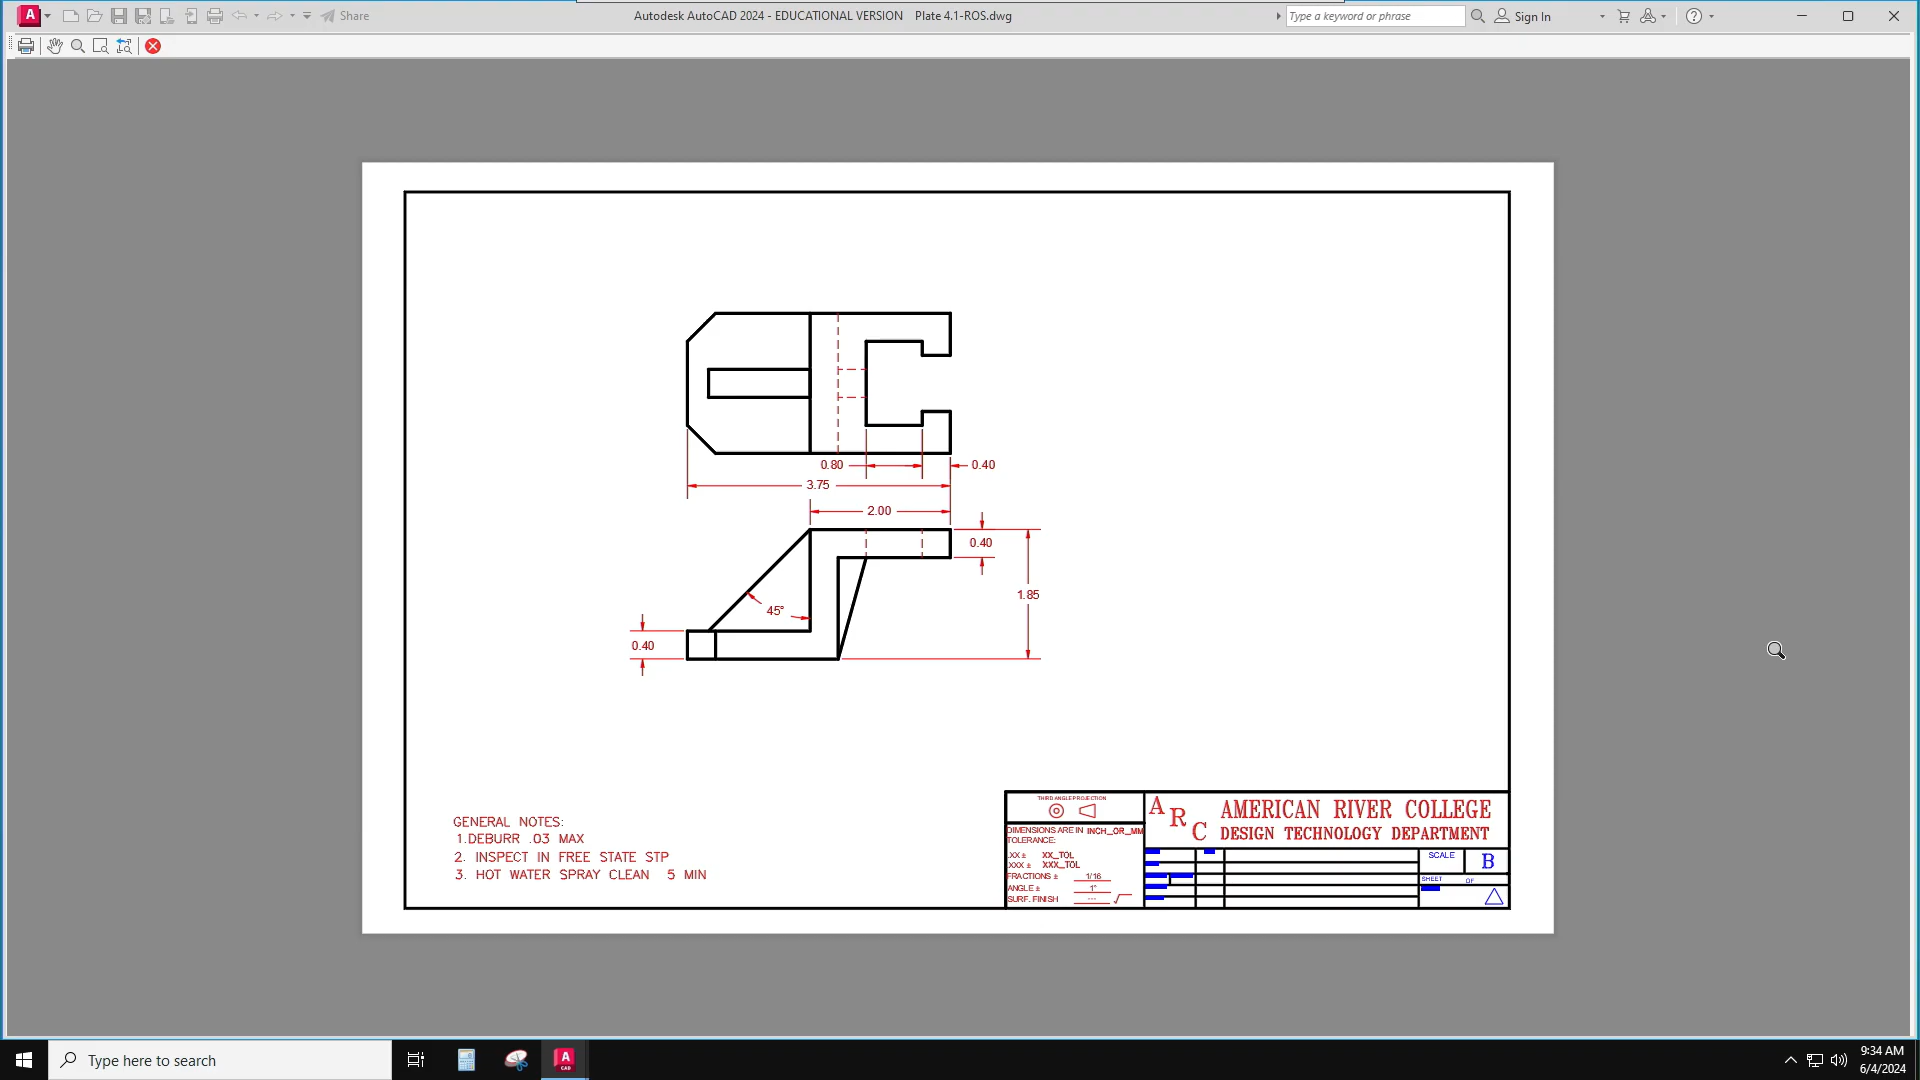 Share
Autodesk AutoCAD 2024 - EDUCATIONAL VERSION Plate 4.1-ROS.dwg
Type a keyword or phrase
Sign In
0.80
0.40
3.75
2.00
0.40
1.85
45°
0.40
GENERAL NOTES:
1.DEBURR .03 MAX
2. INSPECT IN FREE STATE STP
3. HOT WATER SPRAY CLEAN 5 MIN
THIRD ANGLE PROJECTION
DIMENSIONS ARE IN INCH_OR_MM
TOLERANCE:
.XX ± XX_TOL
.XXX ± XXX_TOL
FRACTIONS ± 1/16
ANGLE ± 1°
SURF. FINISH ---
ARC
AMERICAN RIVER COLLEGE
DESIGN TECHNOLOGY DEPARTMENT
SCALE
B
SHEET OF
Type here to search
A
CAD
9:34 AM
6/4/2024